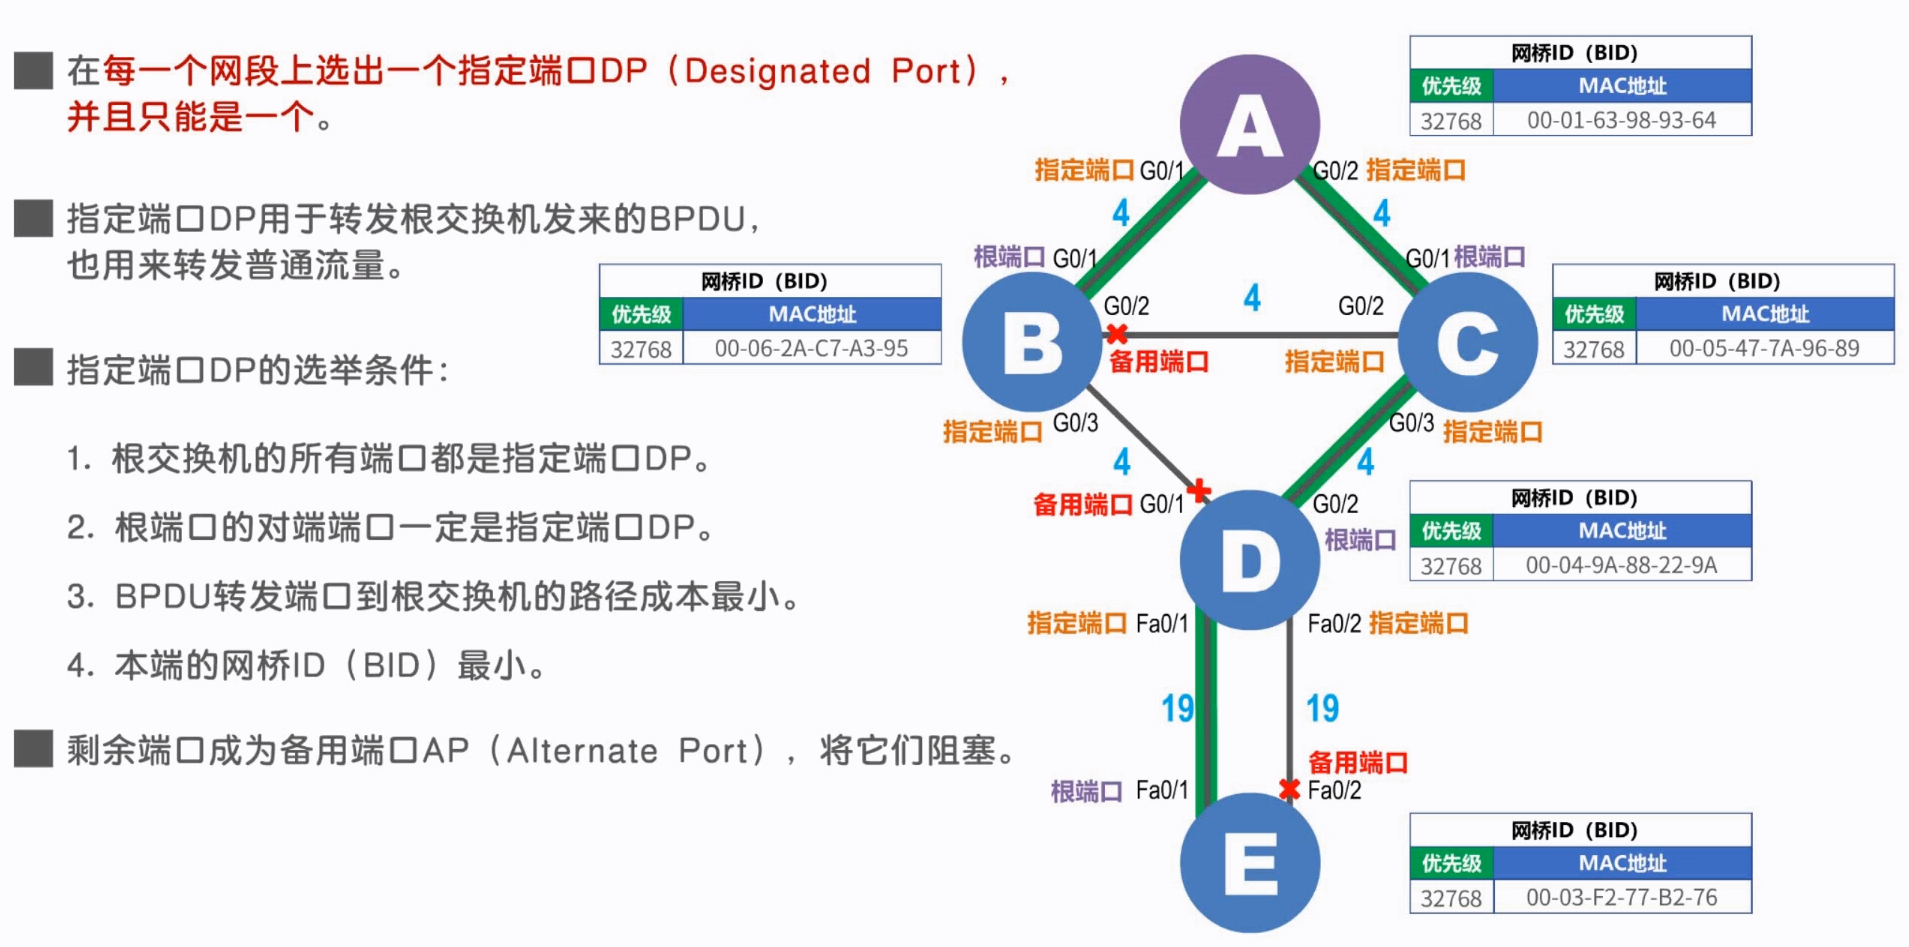 在每一个网段上选出一个指定端口DP（Designated Port），
并且只能是一个。
指定端口DP用于转发根交换机发来的BPDU，
也用来转发普通流量。
指定端口DP的选举条件：
1. 根交换机的所有端口都是指定端口DP。
2. 根端口的对端端口一定是指定端口DP。
3. BPDU转发端口到根交换机的路径成本最小。
4. 本端的网桥ID（BID）最小。
剩余端口成为备用端口AP（Alternate Port），将它们阻塞。
网桥ID（BID）
优先级 MAC地址
32768 00-01-63-98-93-64
A
指定端口 G0/1
G0/2 指定端口
4
4
根端口 G0/1
G0/1 根端口
网桥ID（BID）
优先级 MAC地址
32768 00-06-2A-C7-A3-95
B
G0/2
4
G0/2
备用端口
指定端口
C
网桥ID（BID）
优先级 MAC地址
32768 00-05-47-7A-96-89
指定端口 G0/3
G0/3 指定端口
4
4
备用端口 G0/1
G0/2
根端口
D
网桥ID（BID）
优先级 MAC地址
32768 00-04-9A-88-22-9A
指定端口 Fa0/1
Fa0/2 指定端口
19
19
备用端口
根端口 Fa0/1
Fa0/2
E
网桥ID（BID）
优先级 MAC地址
32768 00-03-F2-77-B2-76